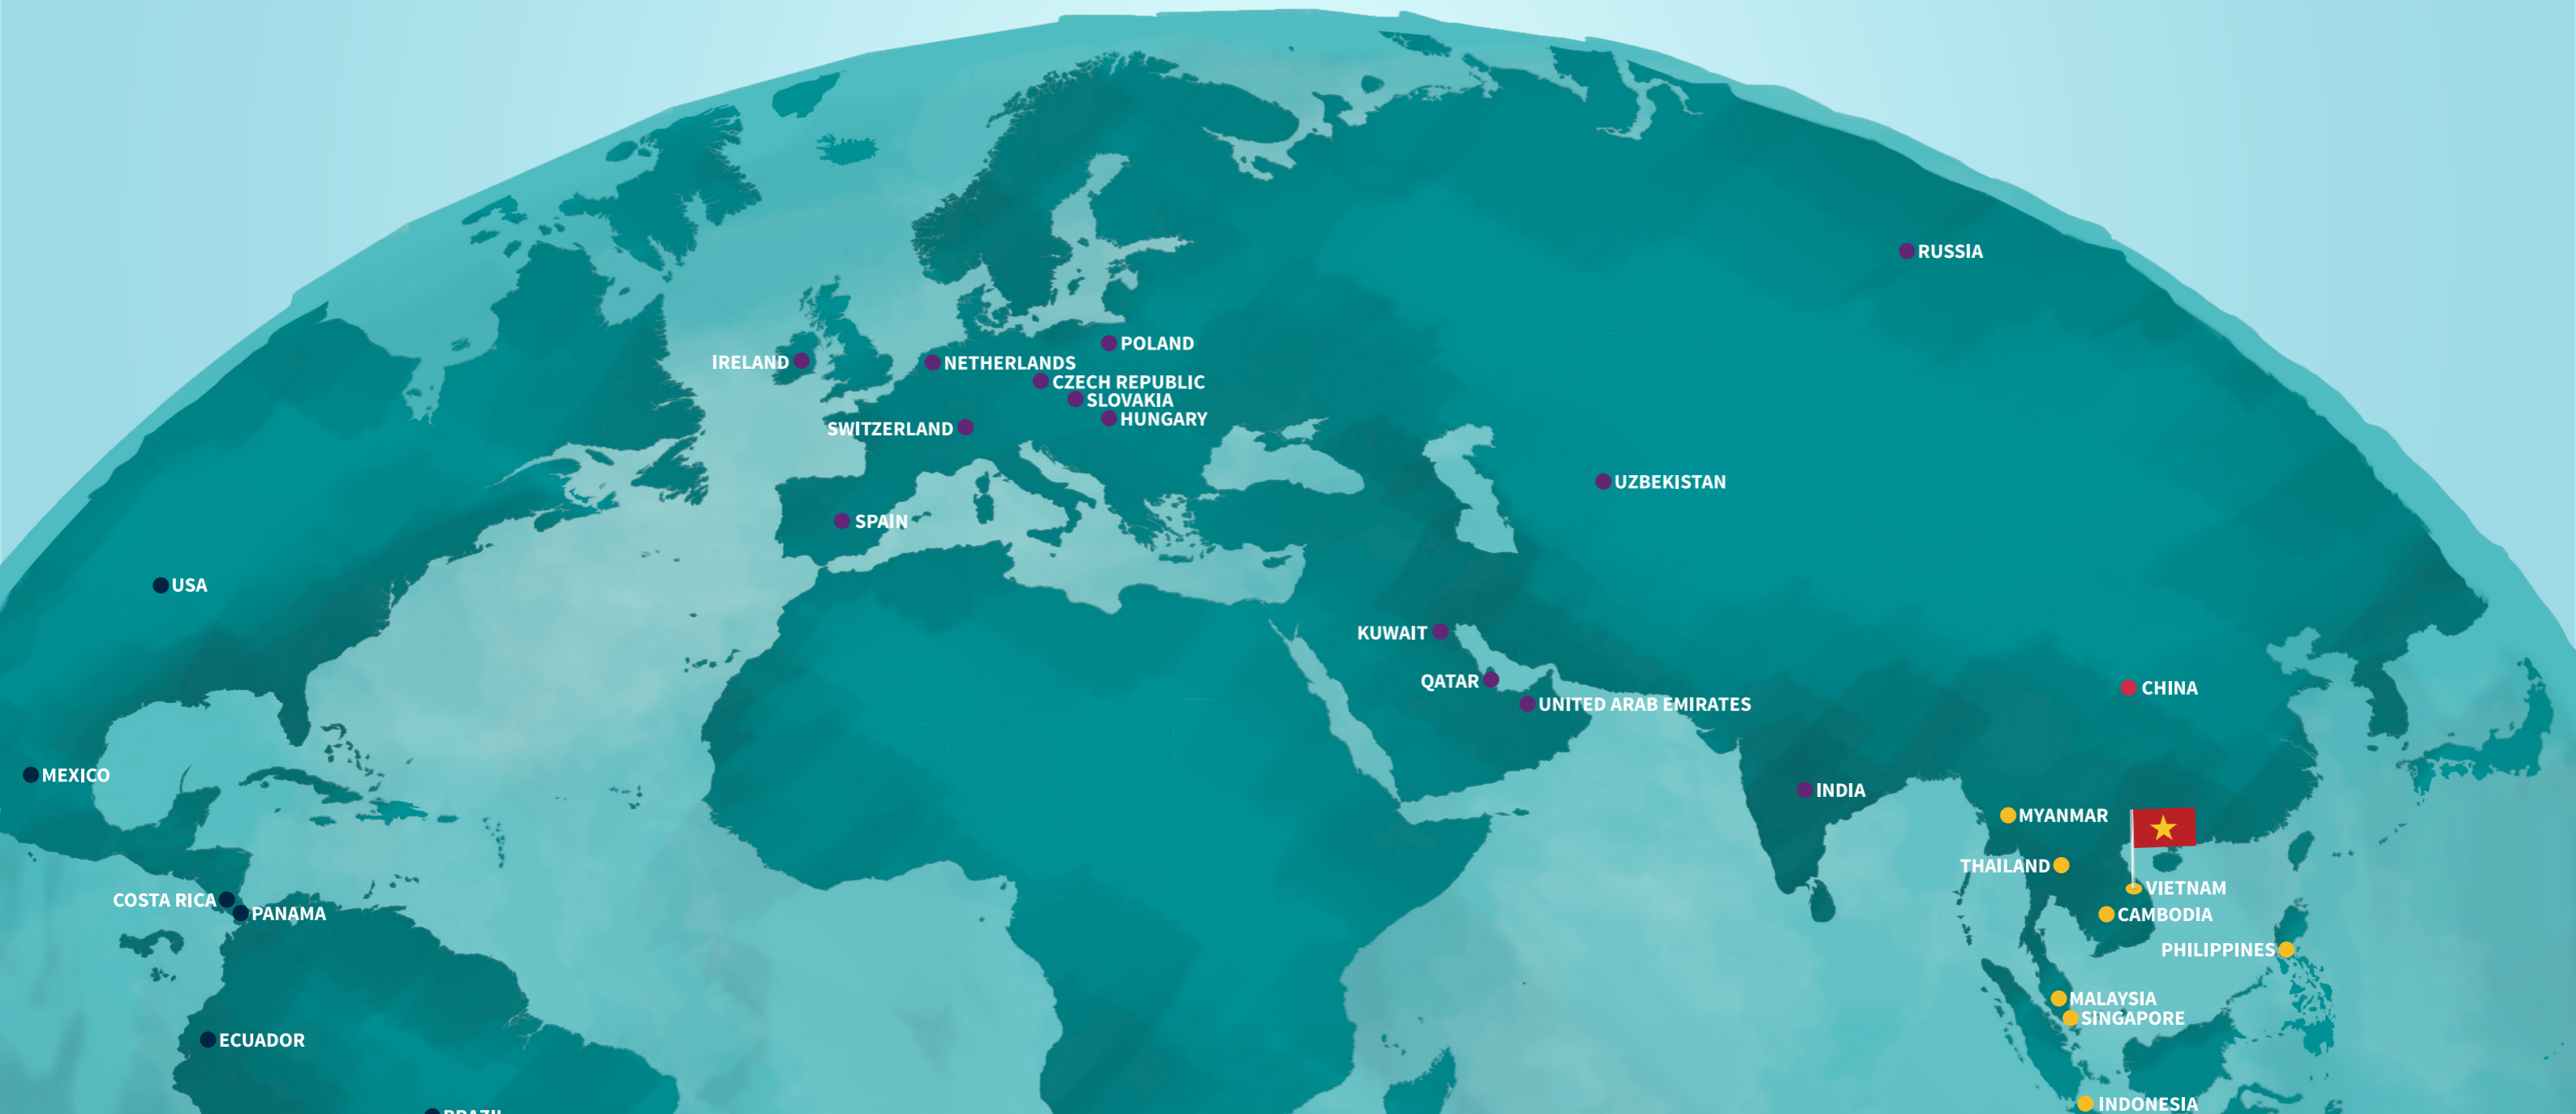 RUSSIA
POLAND
IRELAND
NETHERLANDS
CZECH REPUBLIC
SLOVAKIA
HUNGARY
SWITZERLAND
UZBEKISTAN
SPAIN
USA
KUWAIT
QATAR
CHINA
UNITED ARAB EMIRATES
MEXICO
INDIA
MYANMAR
THAILAND
VIETNAM
COSTA RICA
PANAMA
CAMBODIA
PHILIPPINES
MALAYSIA
SINGAPORE
ECUADOR
INDONESIA
BRAZIL